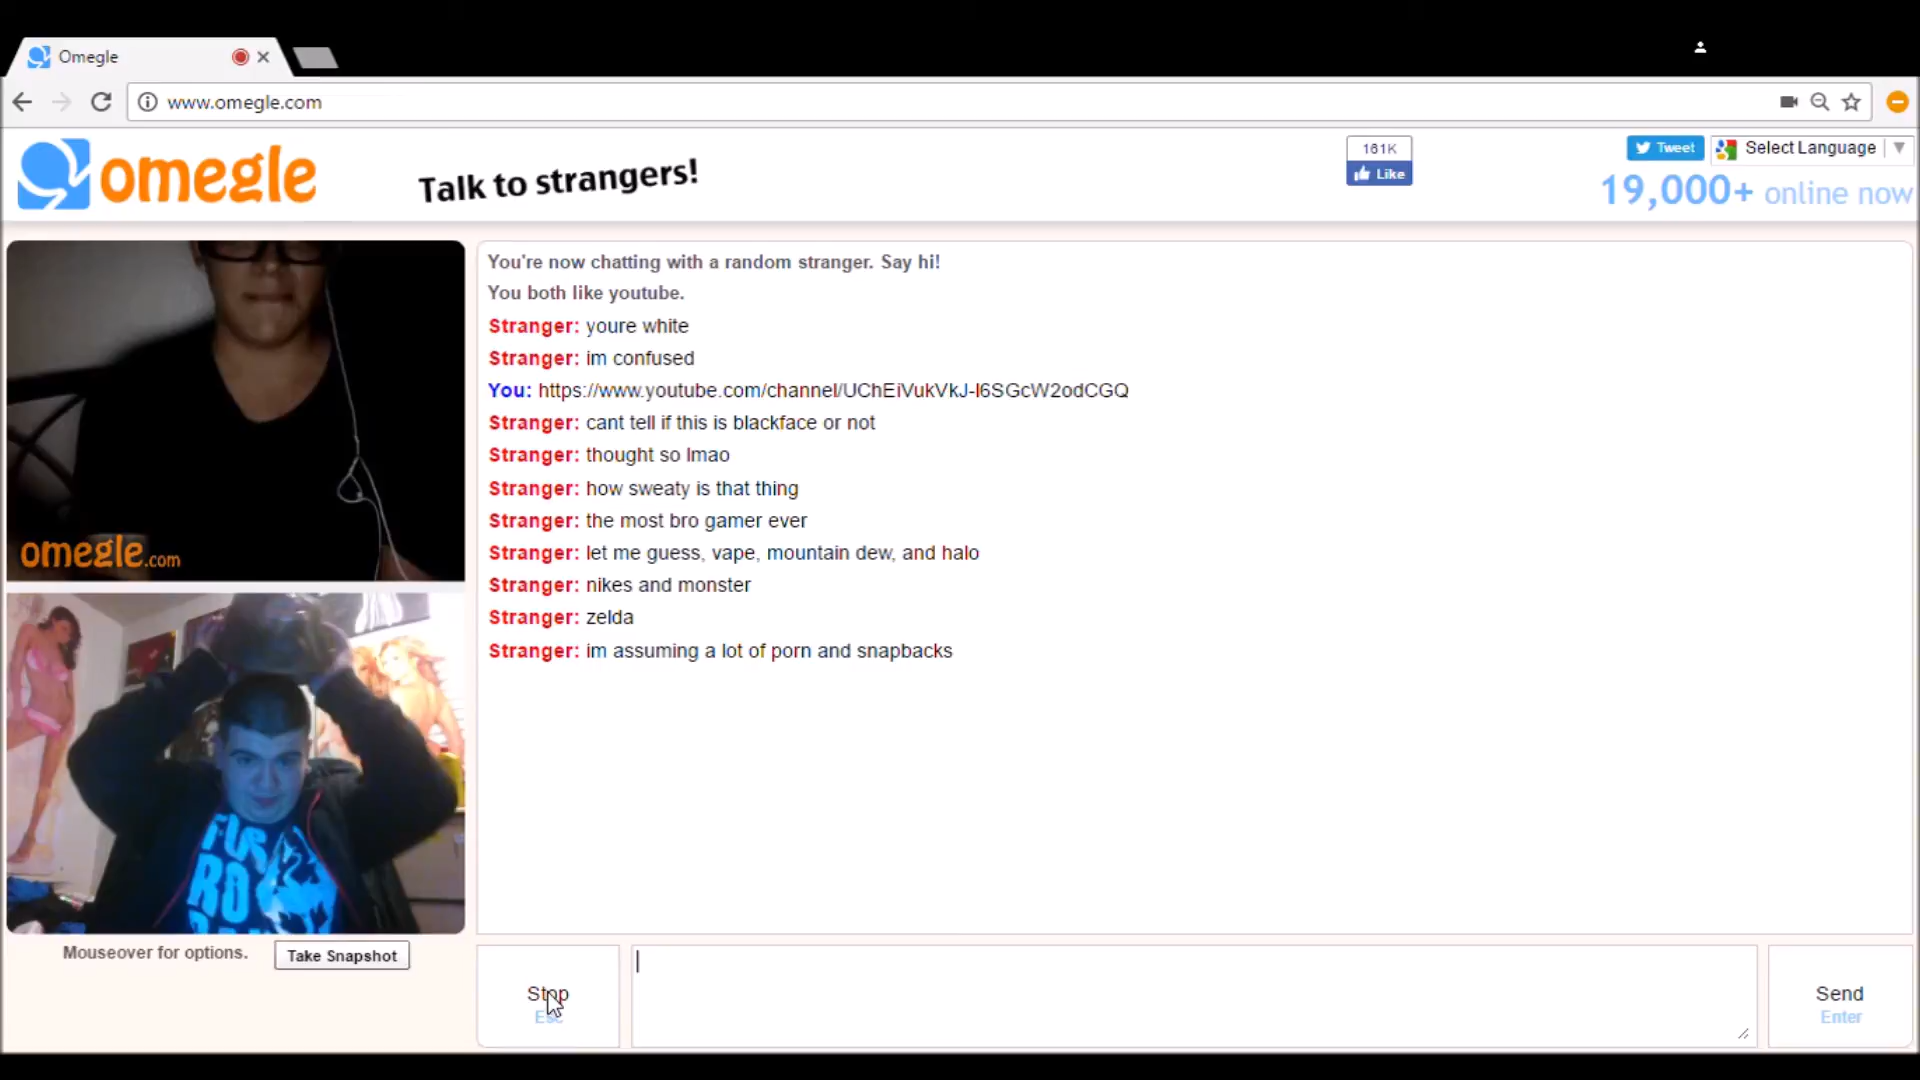 Omegle
www.omegle.com
omegle
Talk to strangers!
161K
Like
Tweet
Select Language
19,000+ online now
You're now chatting with a random stranger. Say hi!
You both like youtube.
Stranger: youre white
Stranger: im confused
You: https://www.youtube.com/channel/UChEiVukVkJ-I6SGcW2odCGQ
Stranger: cant tell if this is blackface or not
Stranger: thought so lmao
Stranger: how sweaty is that thing
Stranger: the most bro gamer ever
Stranger: let me guess, vape, mountain dew, and halo
Stranger: nikes and monster
Stranger: zelda
Stranger: im assuming a lot of porn and snapbacks
omegle.com
Mouseover for options.
Take Snapshot
Stop
Esc
Send
Enter